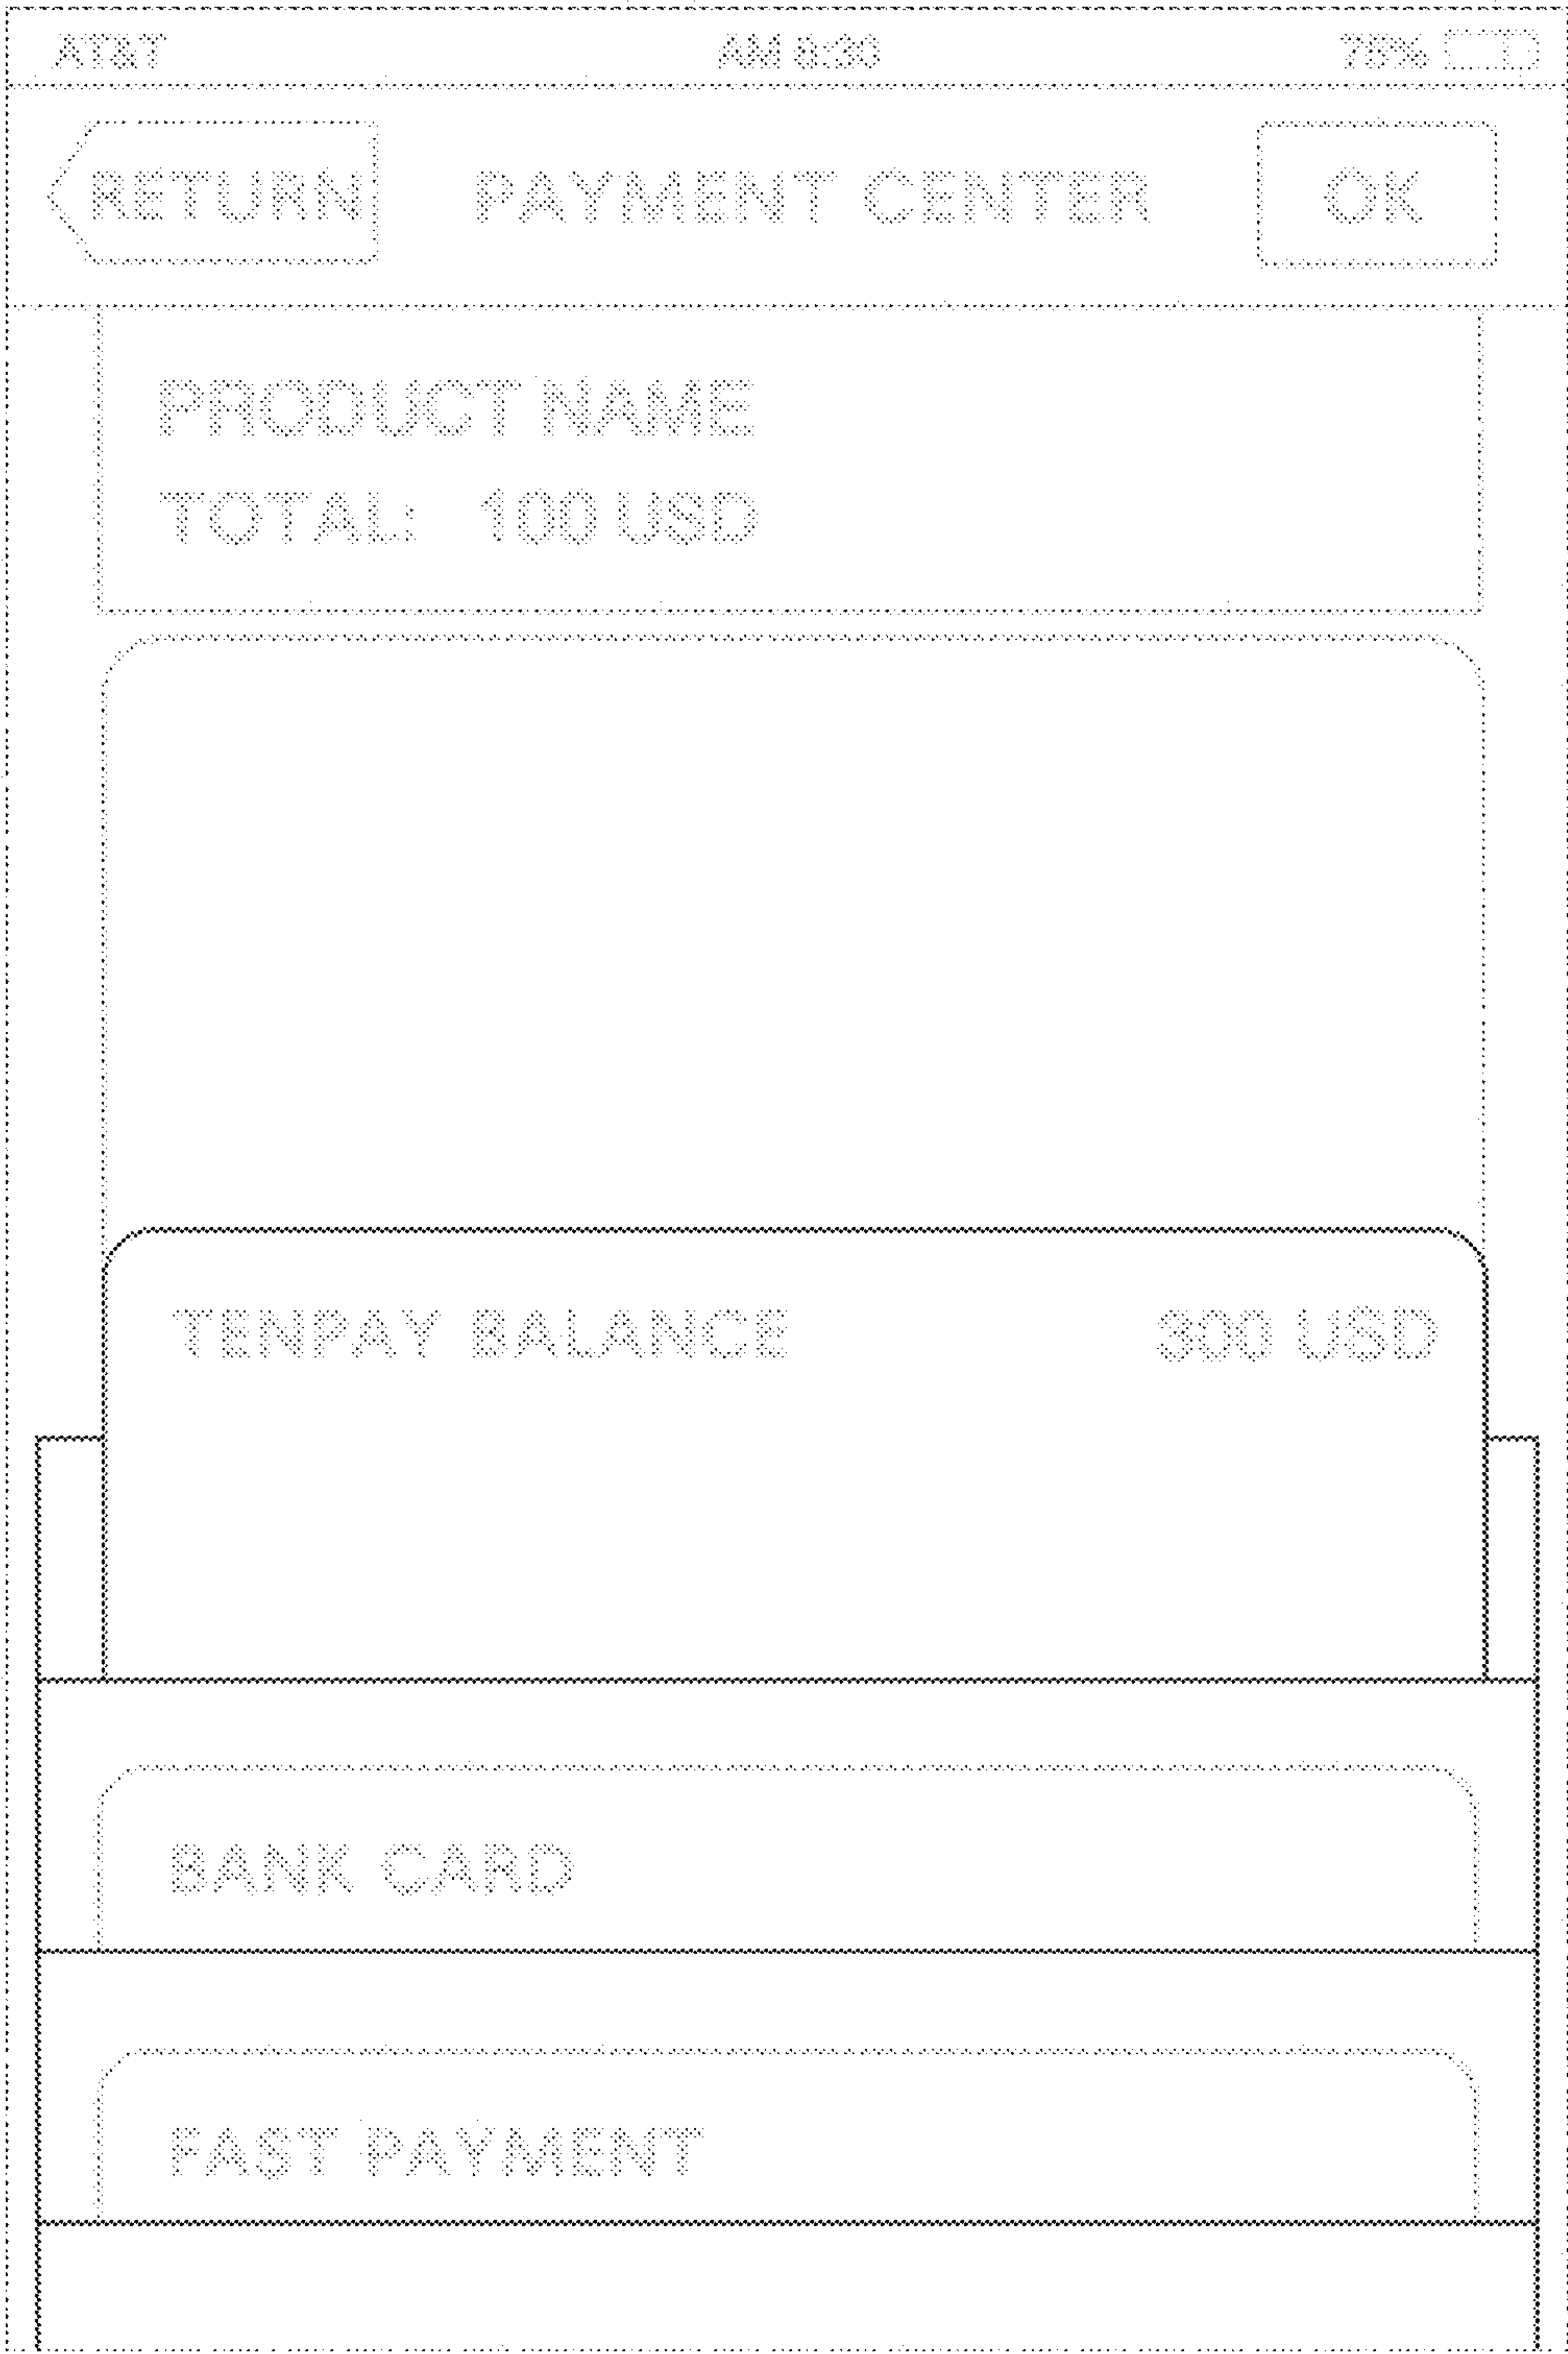 AT&T AM 8:30 75%
RETURN PAYMENT CENTER OK
PRODUCT NAME
TOTAL: 100 USD
TENPAY BALANCE 300 USD
BANK CARD
FAST PAYMENT